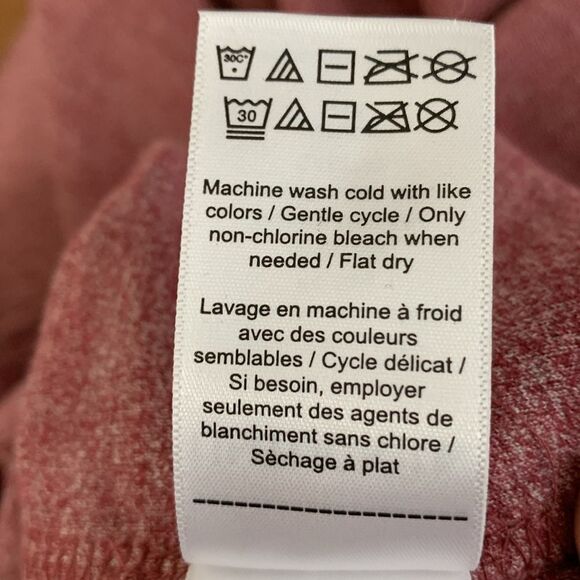 30C°
30
Machine wash cold with like
colors / Gentle cycle / Only
non-chlorine bleach when
needed / Flat dry
Lavage en machine à froid
avec des couleurs
semblables / Cycle délicat /
Si besoin, employer
seulement des agents de
blanchiment sans chlore /
Sèchage à plat